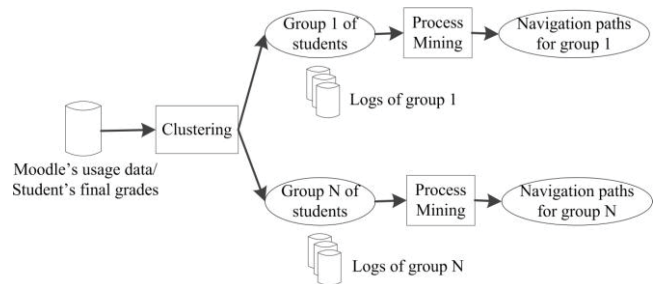 Group 1 of
students
Process
Mining
Navigation paths
for group 1
Logs of group 1
Clustering
Moodle's usage data/
Student's final grades
Group N of
students
Process
Mining
Navigation paths
for group N
Logs of group N